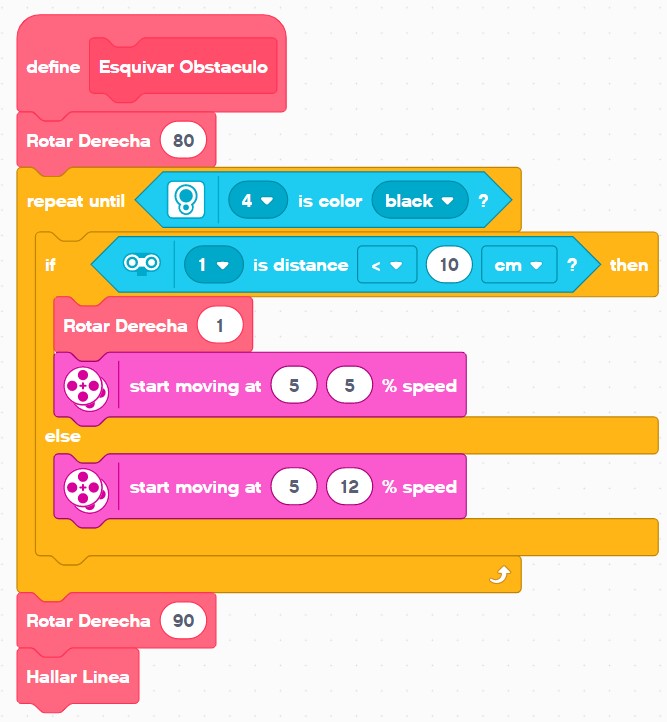 define Esquivar Obstaculo
Rotar Derecha 80
repeat until 4 is color black ?
if 1 is distance < 10 cm ? then
Rotar Derecha 1
start moving at 5 5 % speed
else
start moving at 5 12 % speed
Rotar Derecha 90
Hallar Linea